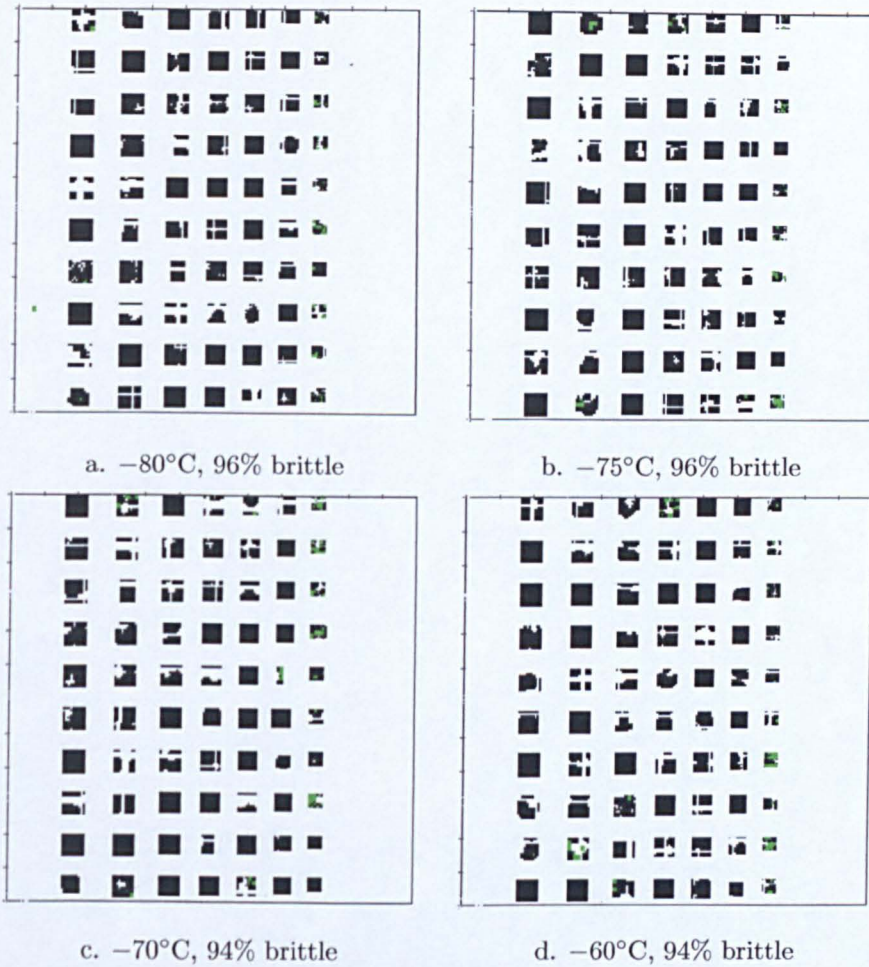 a. −80°C, 96% brittle
b. −75°C, 96% brittle
c. −70°C, 94% brittle
d. −60°C, 94% brittle